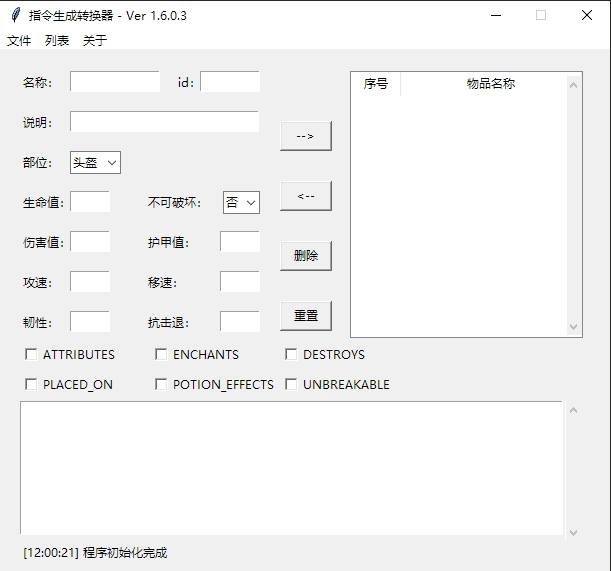 指令生成转换器 - Ver 1.6.0.3
文件 列表 关于
名称: id:
序号 物品名称
说明:
-->
部位: 头盔
生命值: 不可破坏: 否
<--
伤害值: 护甲值:
删除
攻速: 移速:
韧性: 抗击退:
重置
ATTRIBUTES ENCHANTS DESTROYS
PLACED_ON POTION_EFFECTS UNBREAKABLE
[12:00:21] 程序初始化完成